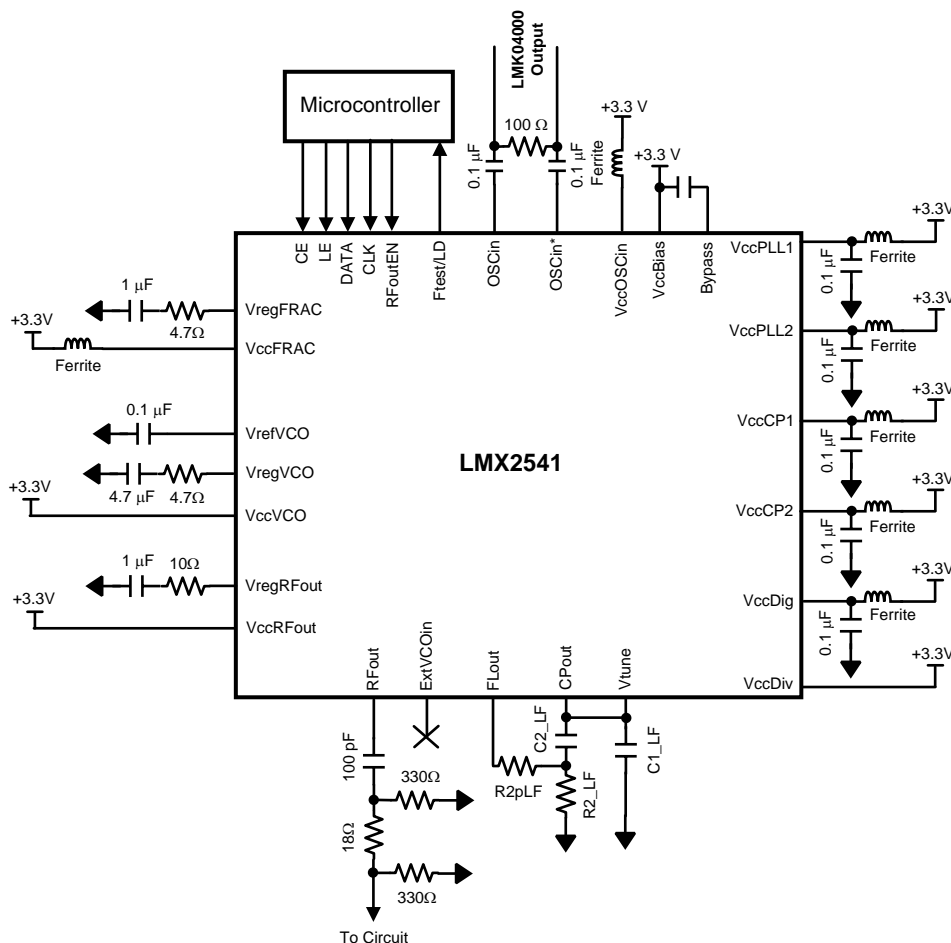 LMK04000
Output
Microcontroller
+3.3 V
100 Ω
0.1 µF
0.1 µF
Ferrite
+3.3 V
CE
LE
DATA
CLK
RFoutEN
Ftest/LD
OSCin
OSCin*
VccOSCin
VccBias
Bypass
+3.3V
VccPLL1
Ferrite
0.1 µF
1 µF
VregFRAC
4.7Ω
+3.3V
VccFRAC
Ferrite
+3.3V
VccPLL2
Ferrite
0.1 µF
+3.3V
VccCP1
Ferrite
0.1 µF
0.1 µF
VrefVCO
VregVCO
4.7 µF
4.7Ω
+3.3V
VccVCO
LMX2541
+3.3V
VccCP2
Ferrite
0.1 µF
1 µF
10Ω
VregRFout
+3.3V
VccRFout
+3.3V
VccDig
Ferrite
0.1 µF
+3.3V
VccDiv
RFout
ExtVCOin
FLout
CPout
Vtune
100 pF
330Ω
18Ω
330Ω
To Circuit
R2pLF
C2_LF
R2_LF
C1_LF